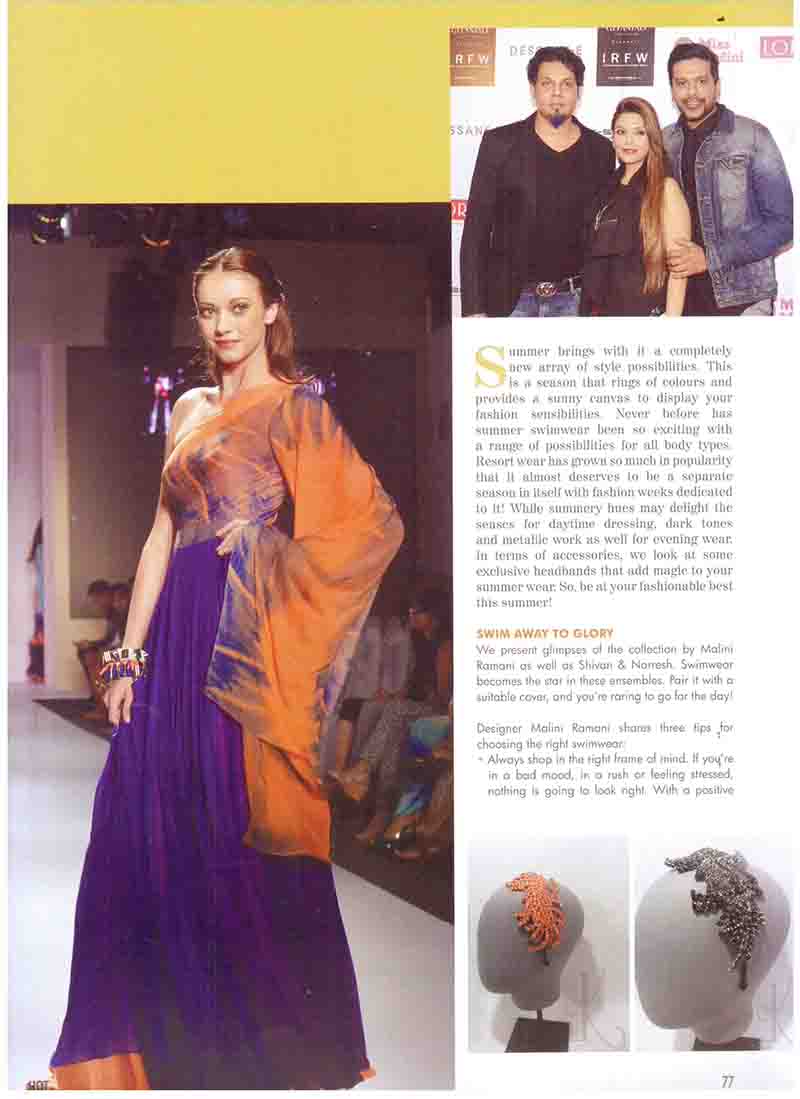 IRFW
DESSANGE
IRFW
Miss
Malini
LO
Summer brings with it a completely
new array of style possibilities. This
is a season that rings of colours and
provides a sunny canvas to display your
fashion sensibilities. Never before has
summer swimwear been so exciting with
a range of possibilities for all body types.
Resort wear has grown so much in popularity
that it almost deserves to be a separate
season in itself with fashion weeks dedicated
to it! While summery hues may delight the
senses for daytime dressing, dark tones
and metallic work as well for evening wear.
In terms of accessories, we look at some
exclusive headbands that add magic to your
summer wear. So, be at your fashionable best
this summer!
SWIM AWAY TO GLORY
We present glimpses of the collection by Malini
Ramani as well as Shivan & Narresh. Swimwear
becomes the star in these ensembles. Pair it with a
suitable cover, and you're raring to go for the day!
Designer Malini Ramani shares three tips for
choosing the right swimwear:
• Always shop in the right frame of mind. If you're
in a bad mood, in a rush or feeling stressed,
nothing is going to look right. With a positive
HOT
77